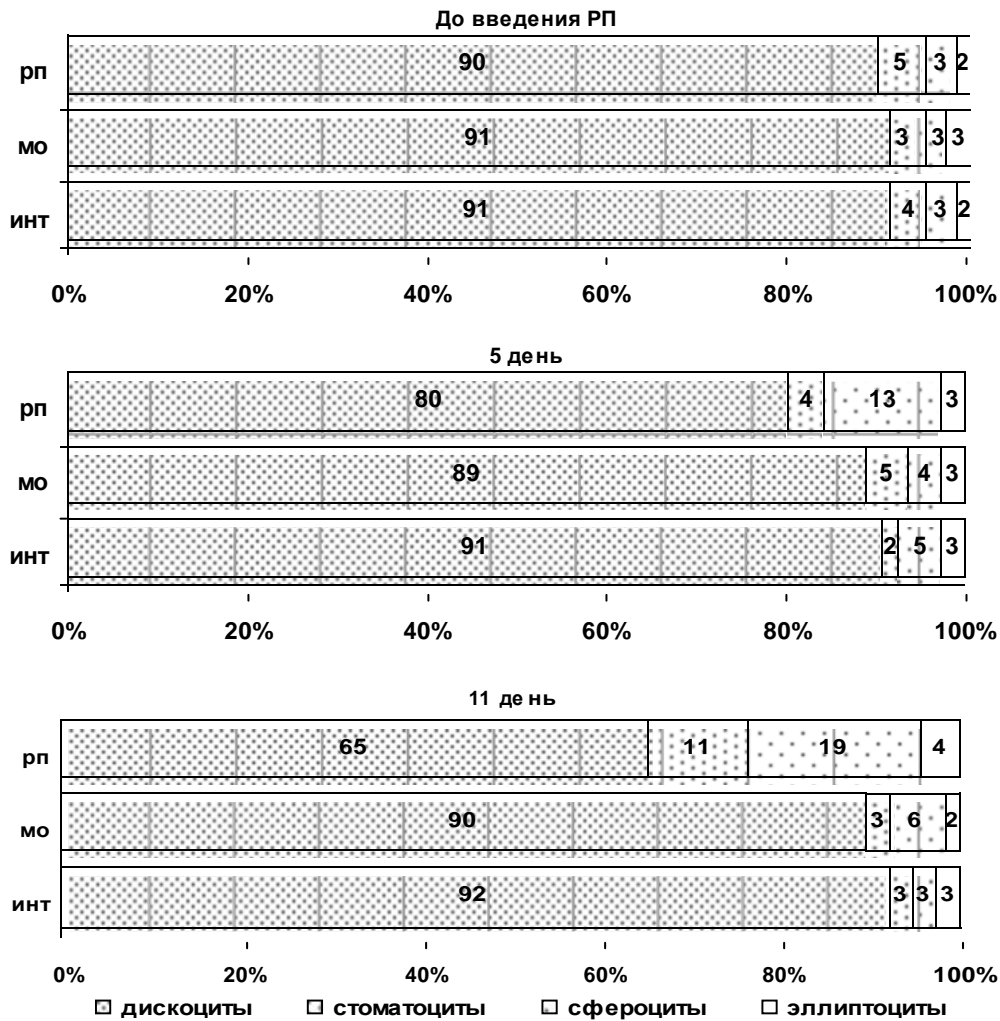 До введения РП
рп 90 5 3 2
мо 91 3 3 3
инт 91 4 3 2
0% 20% 40% 60% 80% 100%
5 день
рп 80 4 13 3
мо 89 5 4 3
инт 91 2 5 3
0% 20% 40% 60% 80% 100%
11 день
рп 65 11 19 4
мо 90 3 6 2
инт 92 3 3 3
0% 20% 40% 60% 80% 100%
дискоциты стоматоциты сфероциты эллиптоциты